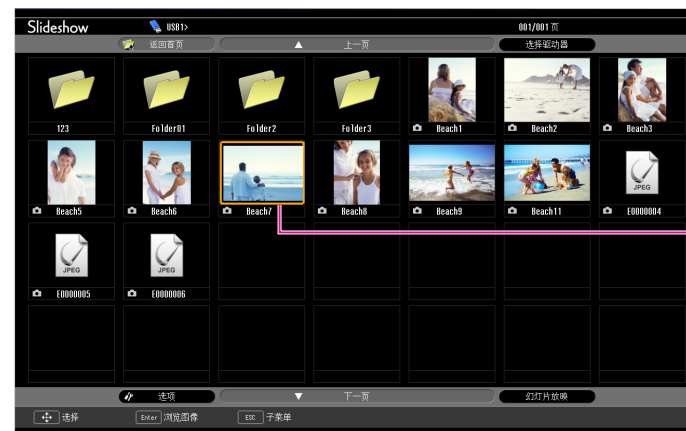 Slideshow USB1> 001/001 页
返回首页 ▲ 上一页 选择驱动器
123 Folder01 Folder2 Folder3 Beach1 Beach2 Beach3
Beach5 Beach6 Beach7 Beach8 Beach9 Beach11 E0000004
JPEG
E0000005 E0000006
JPEG JPEG
选项 ▼ 下一页 幻灯片放映
选择 Enter 浏览图像 ESC 子菜单